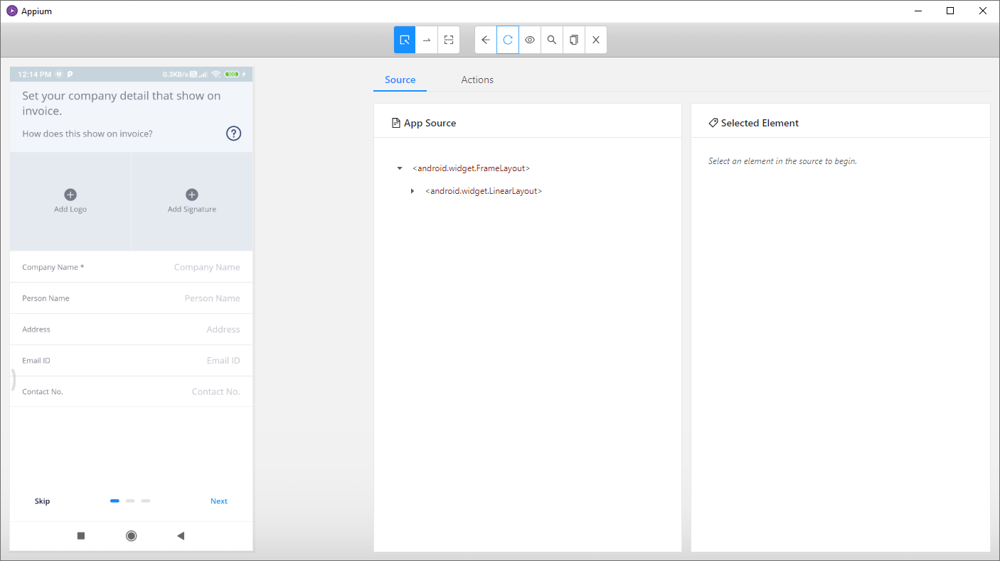 Appium
12:14 PM
0.3KB/s
100
Set your company detail that show on
invoice.
How does this show on invoice?
?
Add Logo
Add Signature
Company Name *
Company Name
Person Name
Person Name
Address
Address
Email ID
Email ID
Contact No.
Contact No.
Skip
Next
Source
Actions
App Source
<android.widget.FrameLayout>
<android.widget.LinearLayout>
Selected Element
Select an element in the source to begin.